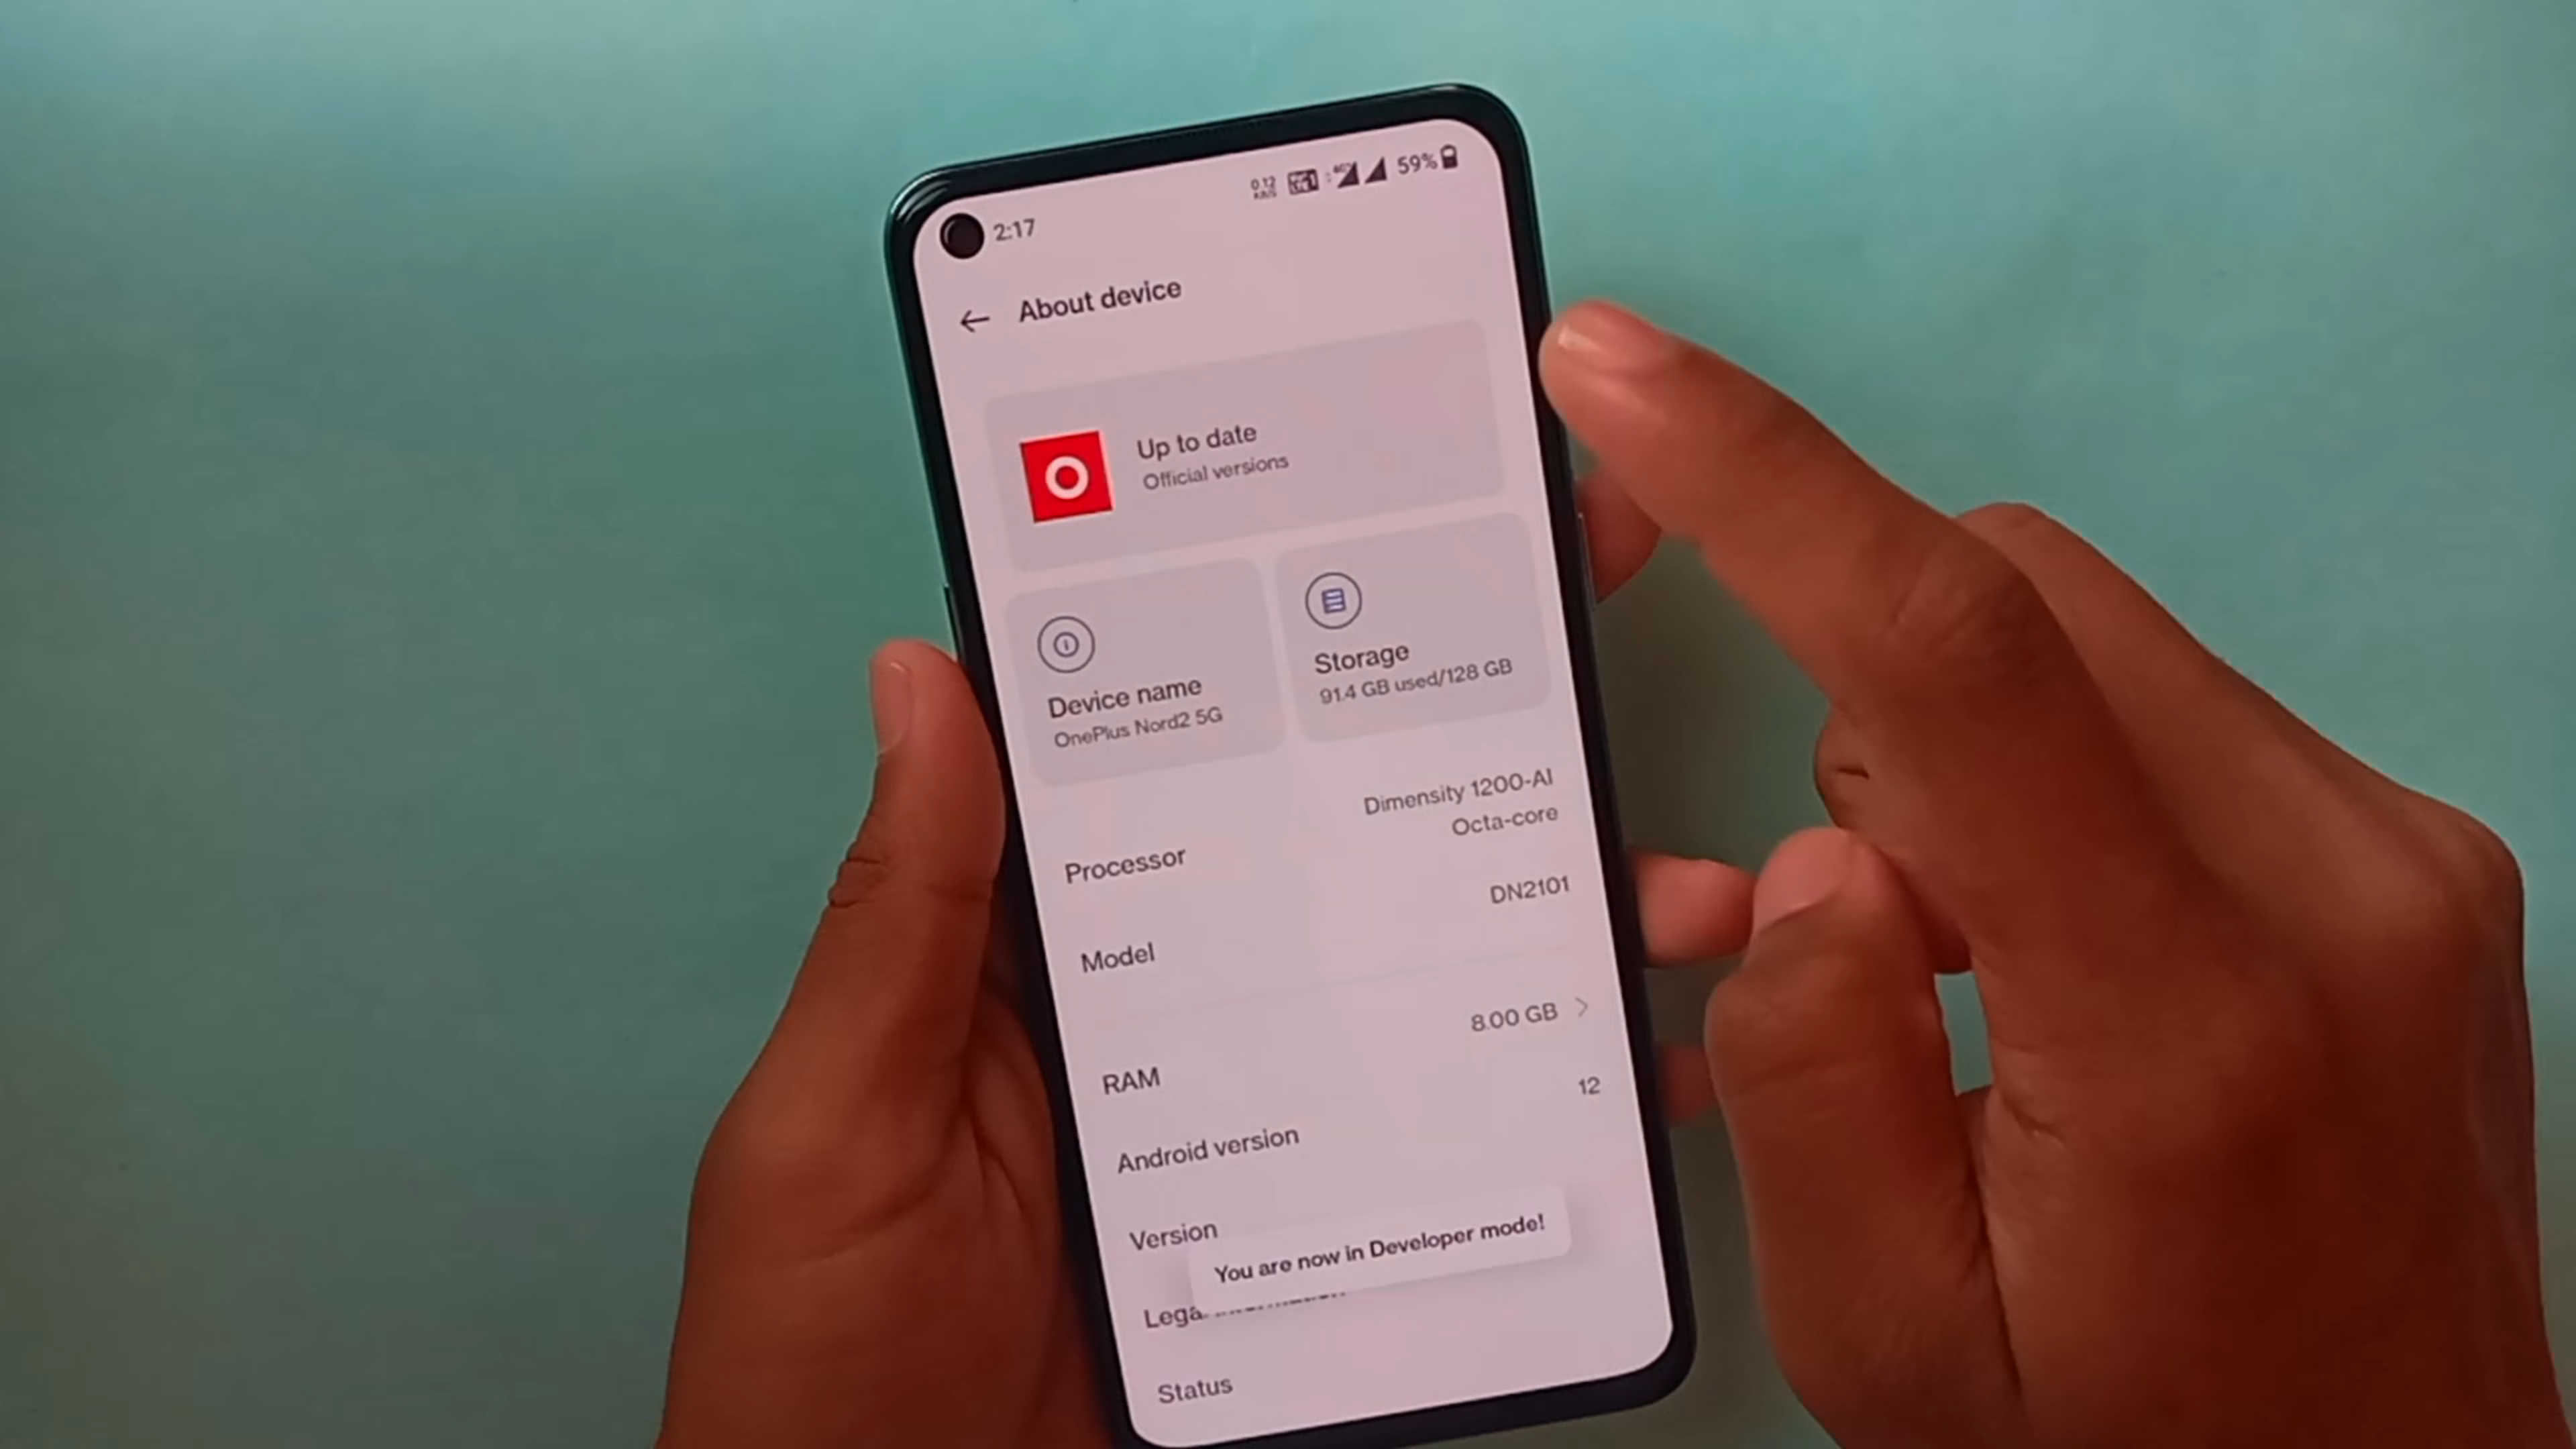 2:17
59%
About device
Up to date
Official versions
Device name
OnePlus Nord2 5G
Storage
91.4 GB used/128 GB
Processor
Dimensity 1200-AI
Octa-core
Model
DN2101
RAM
8.00 GB
Android version
12
Version
You are now in Developer mode!
Status